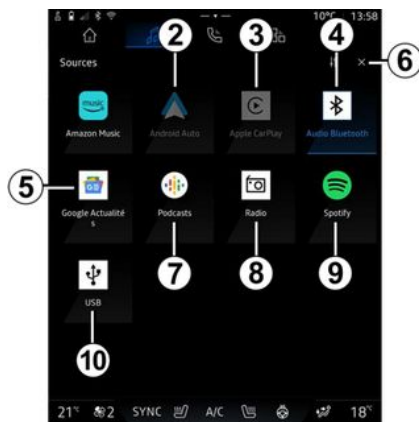 10°C 13:58
2 3 4
Sources
6
music
Amazon Music
Android Auto
Apple CarPlay
Audio Bluetooth
5
Google Actualité
s
Podcasts
Radio
Spotify
7 8 9
USB
10
21°C 2 SYNC A/C 18°C